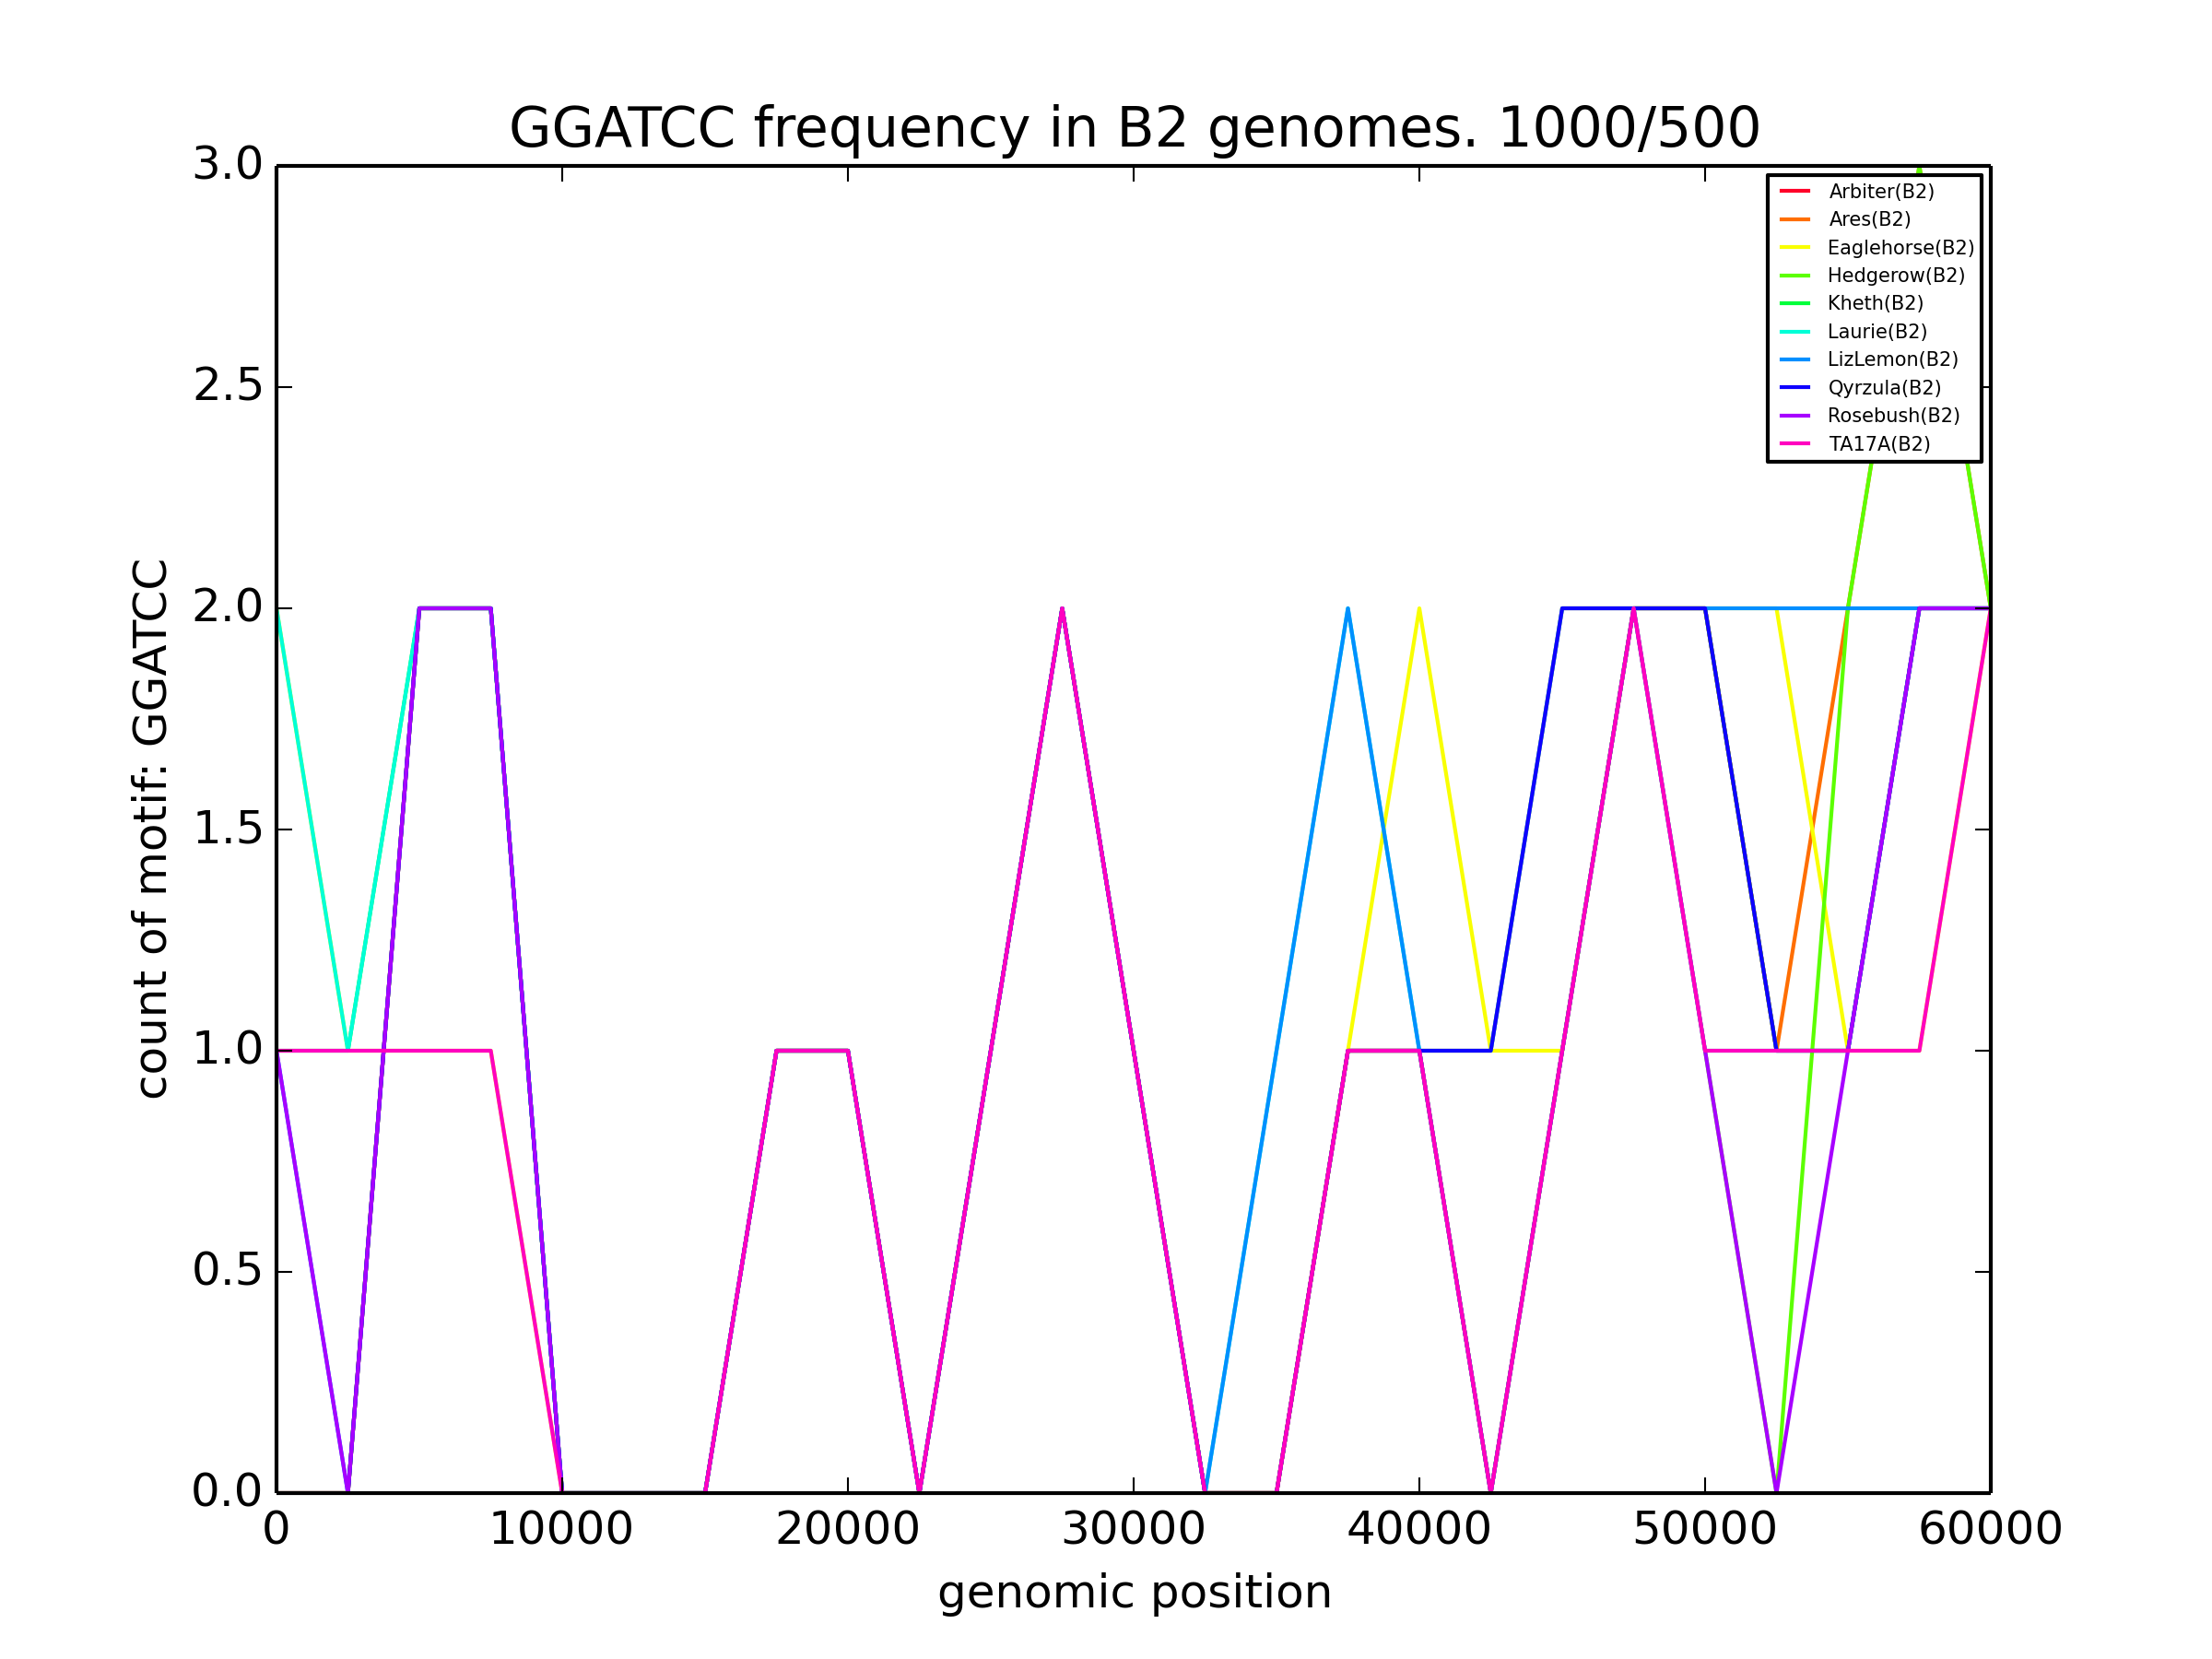 GGATCC frequency in B2 genomes. 1000/500
3.0
2.5
2.0
1.5
1.0
0.5
0.0
count of motif: GGATCC
Arbiter(B2)
Ares(B2)
Eaglehorse(B2)
Hedgerow(B2)
Kheth(B2)
Laurie(B2)
LizLemon(B2)
Qyrzula(B2)
Rosebush(B2)
TA17A(B2)
0 10000 20000 30000 40000 50000 60000
genomic position